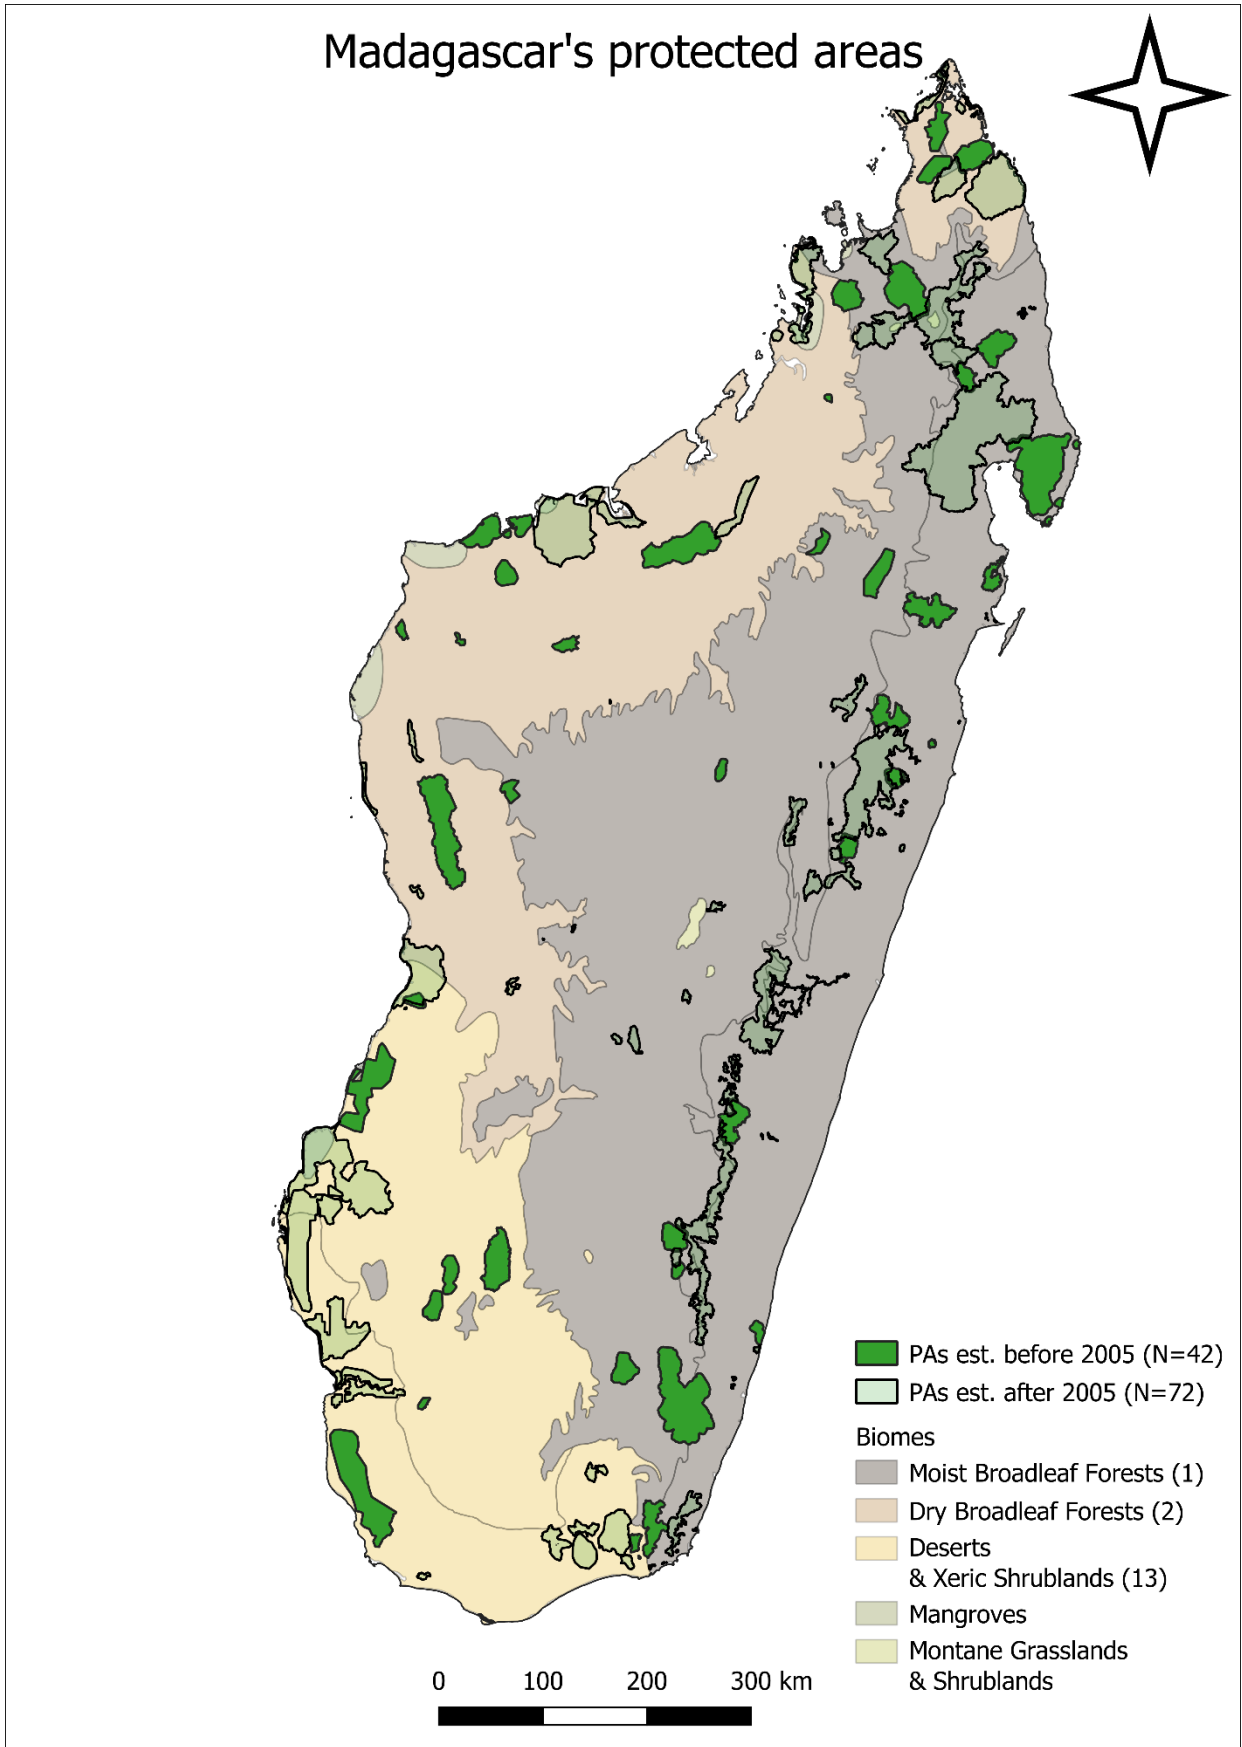 Madagascar's protected areas
PAs est. before 2005 (N=42)
PAs est. after 2005 (N=72)
Biomes
Moist Broadleaf Forests (1)
Dry Broadleaf Forests (2)
Deserts
& Xeric Shrublands (13)
Mangroves
Montane Grasslands
& Shrublands
0 100 200 300 km